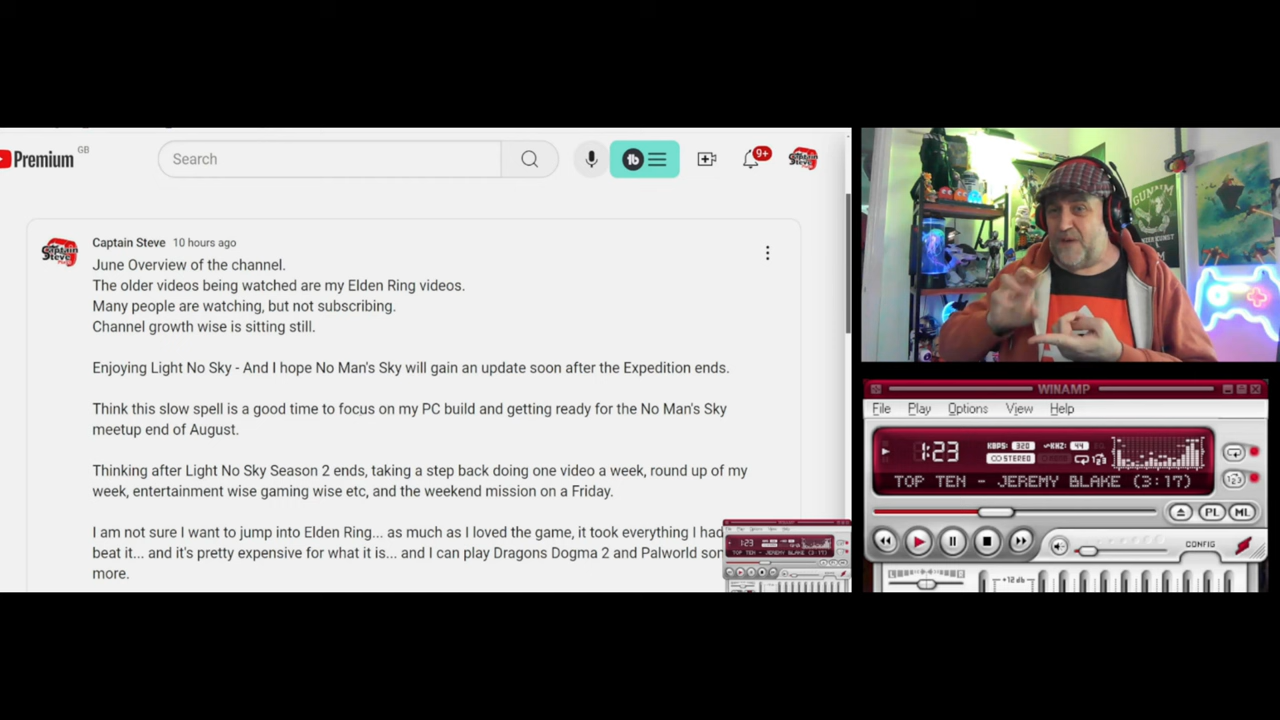 Premium GB
Search
9+
Captain Steve 10 hours ago
June Overview of the channel.
The older videos being watched are my Elden Ring videos.
Many people are watching, but not subscribing.
Channel growth wise is sitting still.
Enjoying Light No Sky - And I hope No Man's Sky will gain an update soon after the Expedition ends.
Think this slow spell is a good time to focus on my PC build and getting ready for the No Man's Sky
meetup end of August.
Thinking after Light No Sky Season 2 ends, taking a step back doing one video a week, round up of my
week, entertainment wise gaming wise etc, and the weekend mission on a Friday.
I am not sure I want to jump into Elden Ring... as much as I loved the game, it took everything I had
beat it... and it's pretty expensive for what it is... and I can play Dragons Dogma 2 and Palworld
more.
GUNNM
WINAMP
File Play Options View Help
1:23 KBPS: 320 KHZ: 44
STEREO
TOP TEN - JEREMY BLAKE (3:17)
PL ML
CONFIG
+12 db